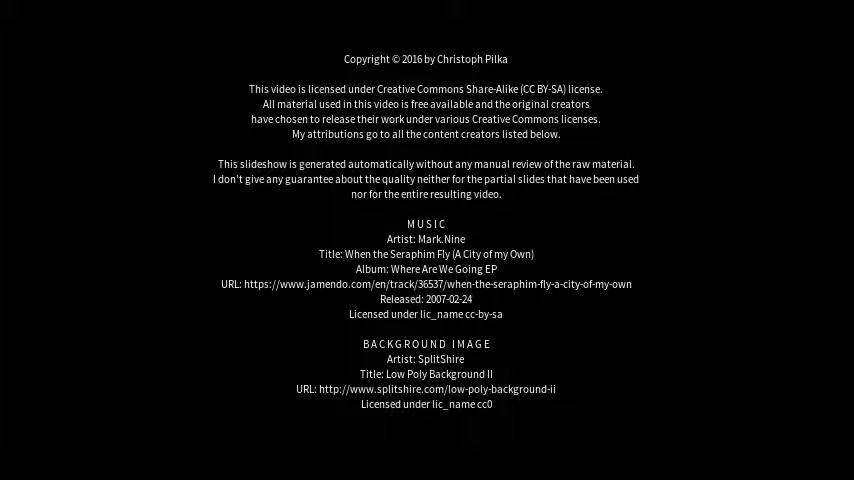 Copyright © 2016 by Christoph Pilka
This video is licensed under Creative Commons Share-Alike (CC BY-SA) license.
All material used in this video is free available and the original creators
have chosen to release their work under various Creative Commons licenses.
My attributions go to all the content creators listed below.
This slideshow is generated automatically without any manual review of the raw material.
I don't give any guarantee about the quality neither for the partial slides that have been used
nor for the entire resulting video.
MUSIC
Artist: Mark.Nine
Title: When the Seraphim Fly (A City of my Own)
Album: Where Are We Going EP
URL: https://www.jamendo.com/en/track/36537/when-the-seraphim-fly-a-city-of-my-own
Released: 2007-02-24
Licensed under lic_name cc-by-sa
BACKGROUND IMAGE
Artist: SplitShire
Title: Low Poly Background II
URL: http://www.splitshire.com/low-poly-background-ii
Licensed under lic_name cc0